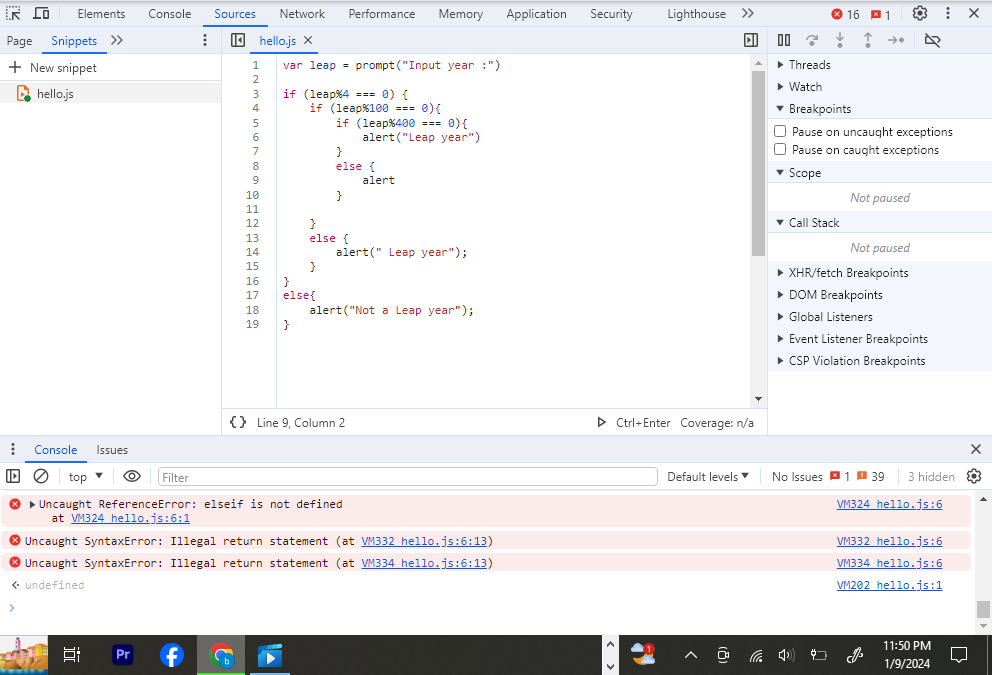 Elements Console Sources Network Performance Memory Application Security Lighthouse 16 1
Page Snippets hello.js
New snippet
hello.js
1 var leap = prompt("Input year :")
2
3 if (leap%4 === 0) {
4 if (leap%100 === 0){
5 if (leap%400 === 0){
6 alert("Leap year")
7 }
8 else {
9 alert
10 }
11
12 }
13 else {
14 alert(" Leap year");
15 }
16 }
17 else{
18 alert("Not a Leap year");
19 }
{} Line 9, Column 2 Ctrl+Enter Coverage: n/a
Threads
Watch
Breakpoints
Pause on uncaught exceptions
Pause on caught exceptions
Scope
Not paused
Call Stack
Not paused
XHR/fetch Breakpoints
DOM Breakpoints
Global Listeners
Event Listener Breakpoints
CSP Violation Breakpoints
Console Issues
top Filter Default levels No Issues 1 39 3 hidden
Uncaught ReferenceError: elseif is not defined VM324 hello.js:6
at VM324 hello.js:6:1
Uncaught SyntaxError: Illegal return statement (at VM332 hello.js:6:13) VM332 hello.js:6
Uncaught SyntaxError: Illegal return statement (at VM334 hello.js:6:13) VM334 hello.js:6
undefined VM202 hello.js:1
Pr b 1 11:50 PM
1/9/2024